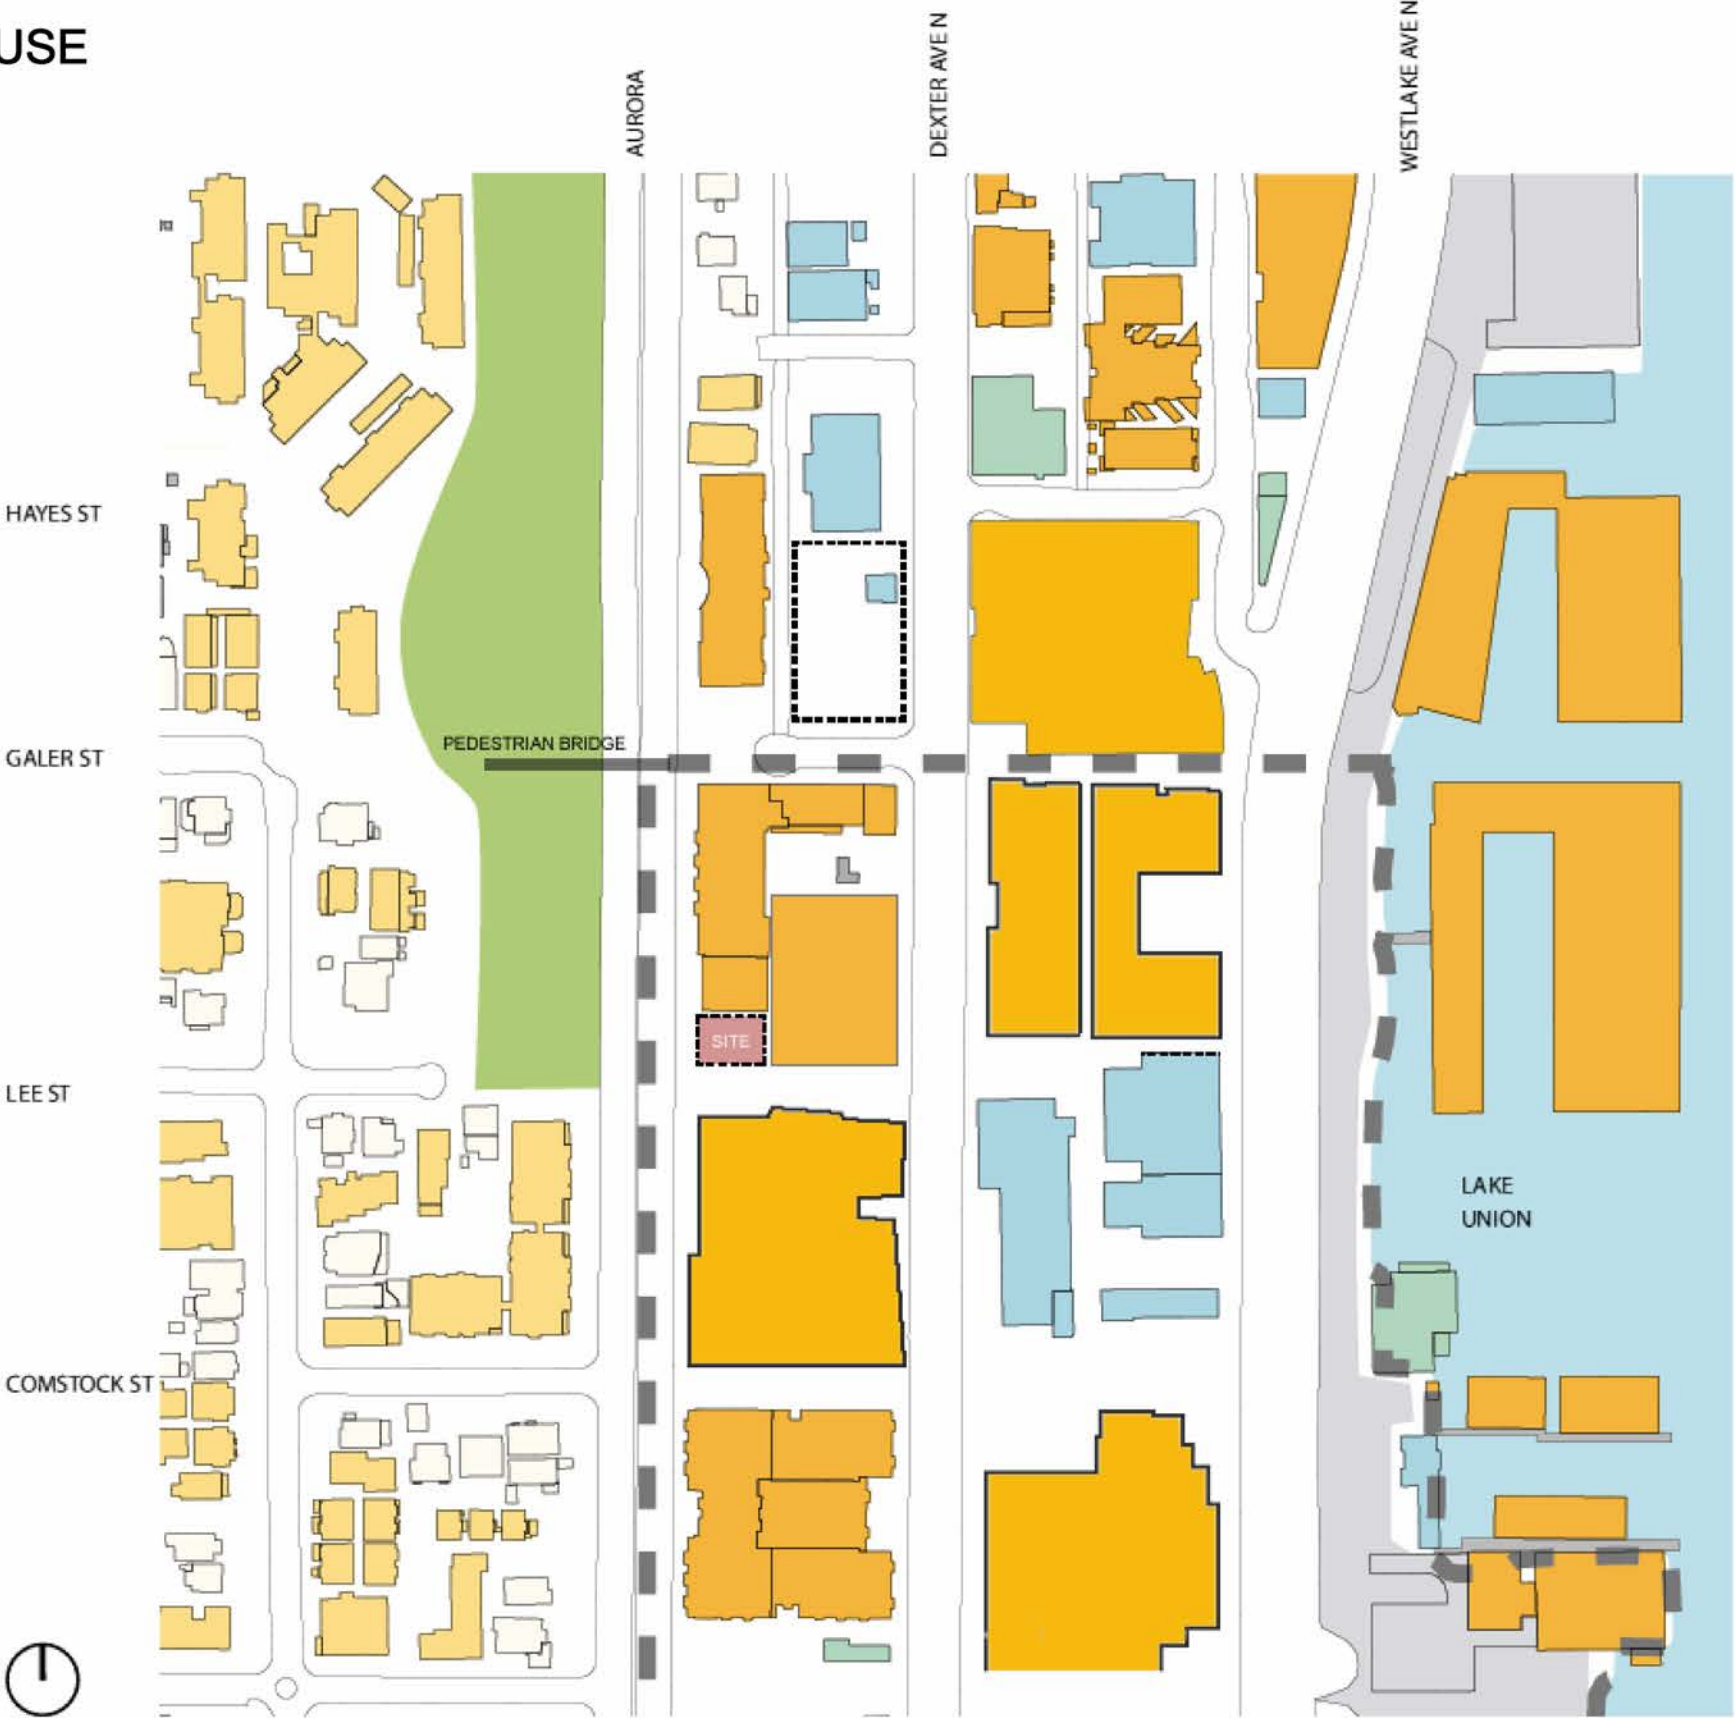 USE
AURORA
DEXTER AVE N
WESTLAKE AVE N
HAYES ST
GALER ST
PEDESTRIAN BRIDGE
SITE
LEE ST
LAKE
UNION
COMSTOCK ST